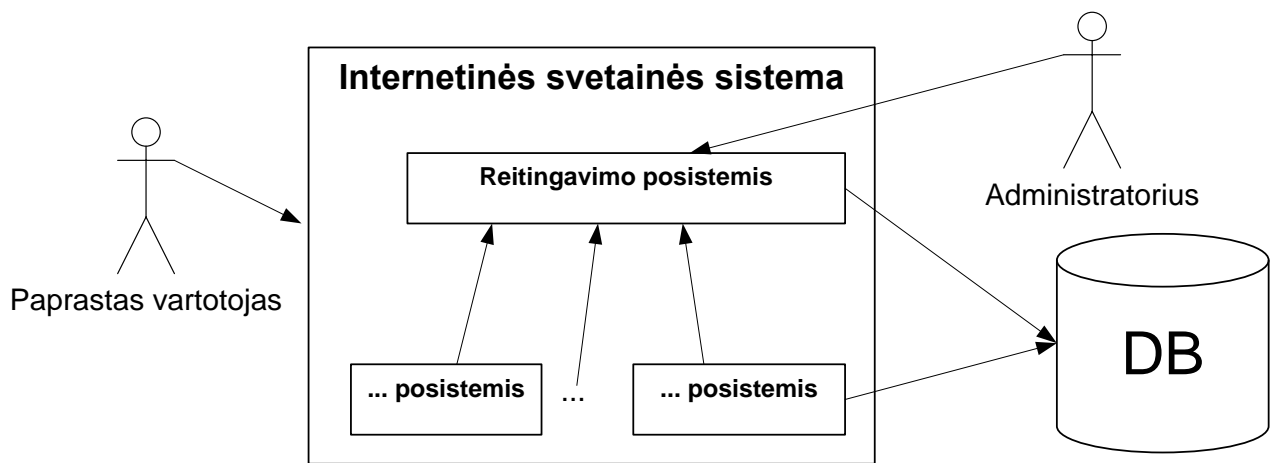 Internetinės svetainės sistema
Reitingavimo posistemis
Administratorius
Paprastas vartotojas
DB
... posistemis
...
... posistemis